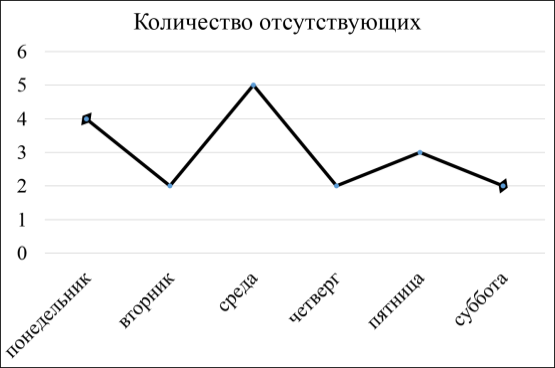 Количество отсутствующих
6
5
4
3
2
1
0
понедельник
вторник
среда
четверг
пятница
суббота